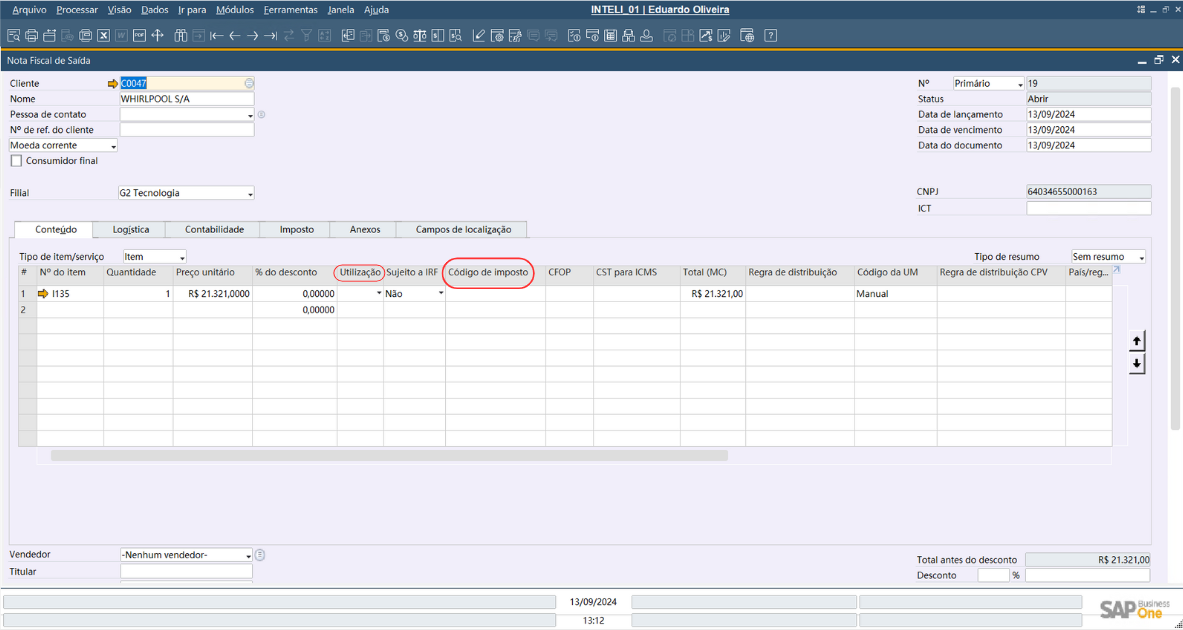 Arquivo Processar Visão Dados Ir para Módulos Ferramentas Janela Ajuda INTELI_01 | Eduardo Oliveira
Nota Fiscal de Saída
Cliente C0047 Nº Primário 19
Nome WHIRLPOOL S/A Status Abrir
Pessoa de contato Data de lançamento 13/09/2024
Nº de ref. do cliente Data de vencimento 13/09/2024
Moeda corrente Data do documento 13/09/2024
Consumidor final
Filial G2 Tecnologia CNPJ 64034655000163
ICT
Conteúdo Logística Contabilidade Imposto Anexos Campos de localização
Tipo de item/serviço Item Tipo de resumo Sem resumo
# Nº do item Quantidade Preço unitário % do desconto Utilização Sujeito a IRF Código de imposto CFOP CST para ICMS Total (MC) Regra de distribuição Código da UM Regra de distribuição CPV País/reg...
1 I135 1 R$ 21.321,0000 0,00000 Não R$ 21.321,00 Manual
2 0,00000
Vendedor -Nenhum vendedor- Total antes do desconto R$ 21.321,00
Titular Desconto %
13/09/2024
13:12
SAP Business One